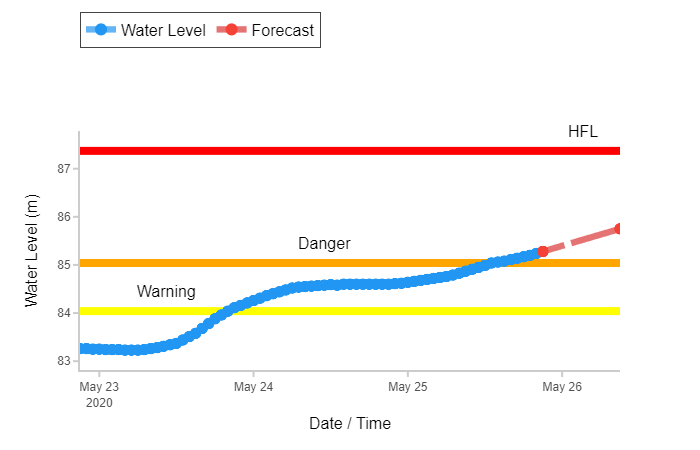 Water Level Forecast
HFL
87
86
Danger
85
Warning
84
83
Water Level (m)
May 23 May 24 May 25 May 26
2020
Date / Time